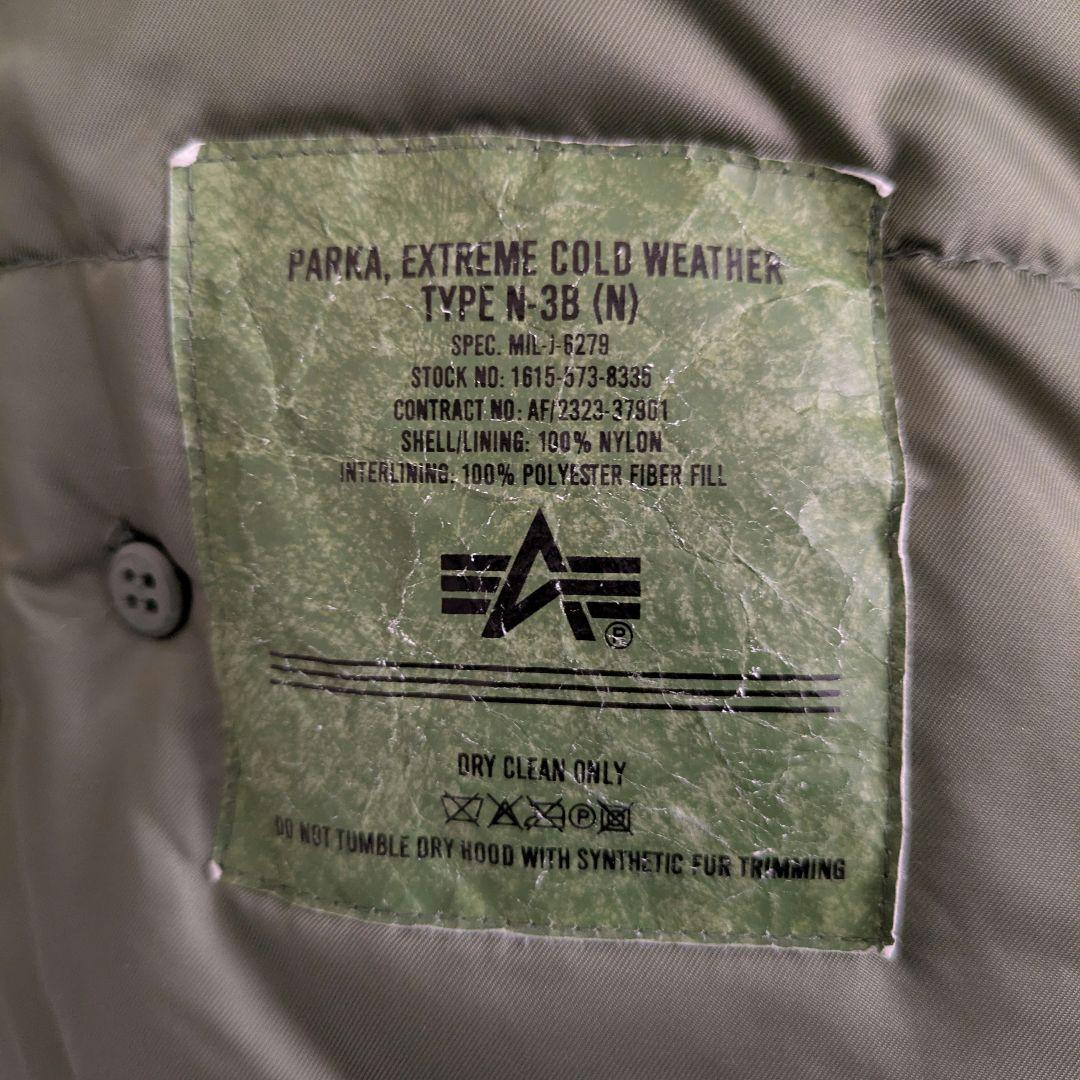 PARKA, EXTREME COLD WEATHER
TYPE N-3B (N)
SPEC. MIL-J-6279
STOCK NO: 1615-573-8335
CONTRACT NO: AF/2323-37961
SHELL/LINING: 100% NYLON
INTERLINING: 100% POLYESTER FIBER FILL
®
DRY CLEAN ONLY
P
DO NOT TUMBLE DRY HOOD WITH SYNTHETIC FUR TRIMMING